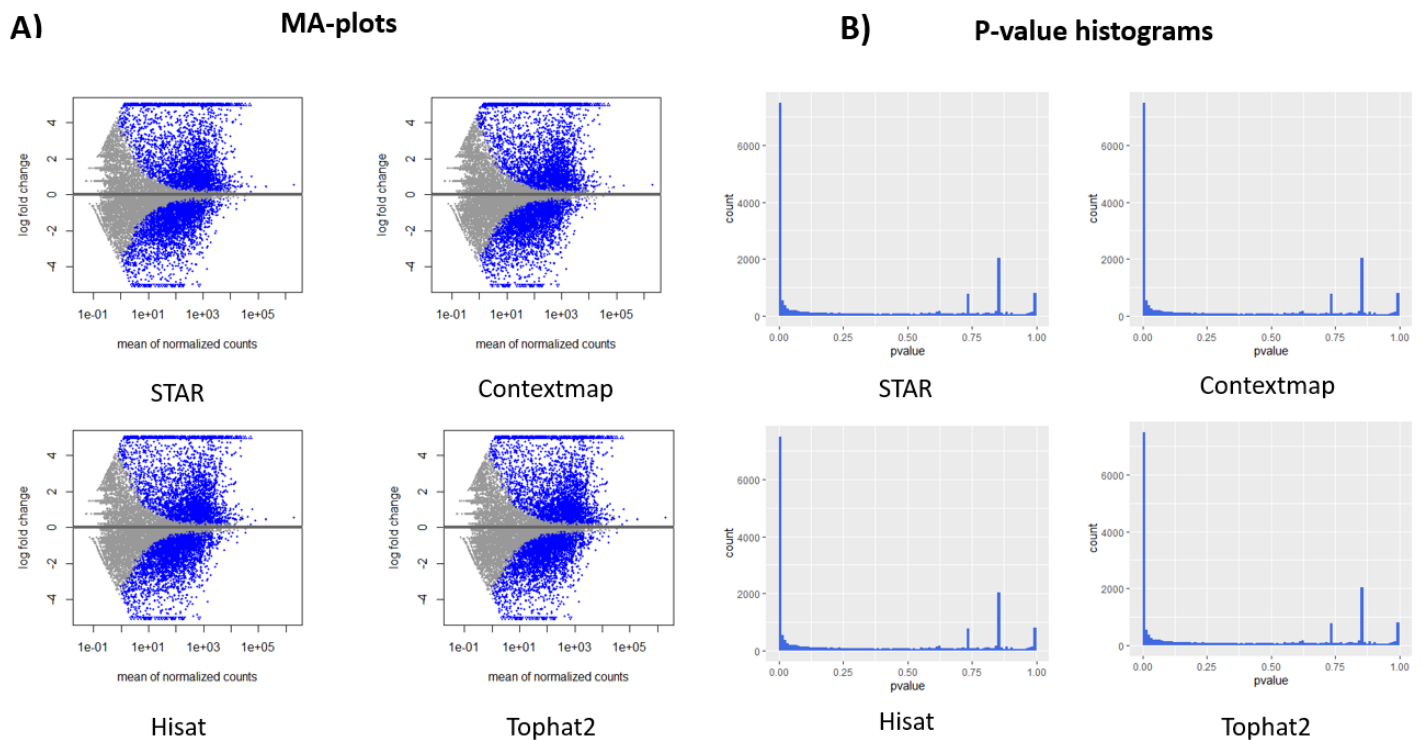 A)
MA-plots
B)
P-value histograms
log fold change
4
2
0
-2
-4
1e-01
1e+01
1e+03
1e+05
mean of normalized counts
STAR
log fold change
4
2
0
-2
-4
1e-01
1e+01
1e+03
1e+05
mean of normalized counts
Contextmap
count
6000
4000
2000
0
0.00
0.25
0.50
0.75
1.00
pvalue
STAR
count
6000
4000
2000
0
0.00
0.25
0.50
0.75
1.00
pvalue
Contextmap
log fold change
4
2
0
-2
-4
1e-01
1e+01
1e+03
1e+05
mean of normalized counts
Hisat
log fold change
4
2
0
-2
-4
1e-01
1e+01
1e+03
1e+05
mean of normalized counts
Tophat2
count
6000
4000
2000
0
0.00
0.25
0.50
0.75
1.00
pvalue
Hisat
count
6000
4000
2000
0
0.00
0.25
0.50
0.75
1.00
pvalue
Tophat2